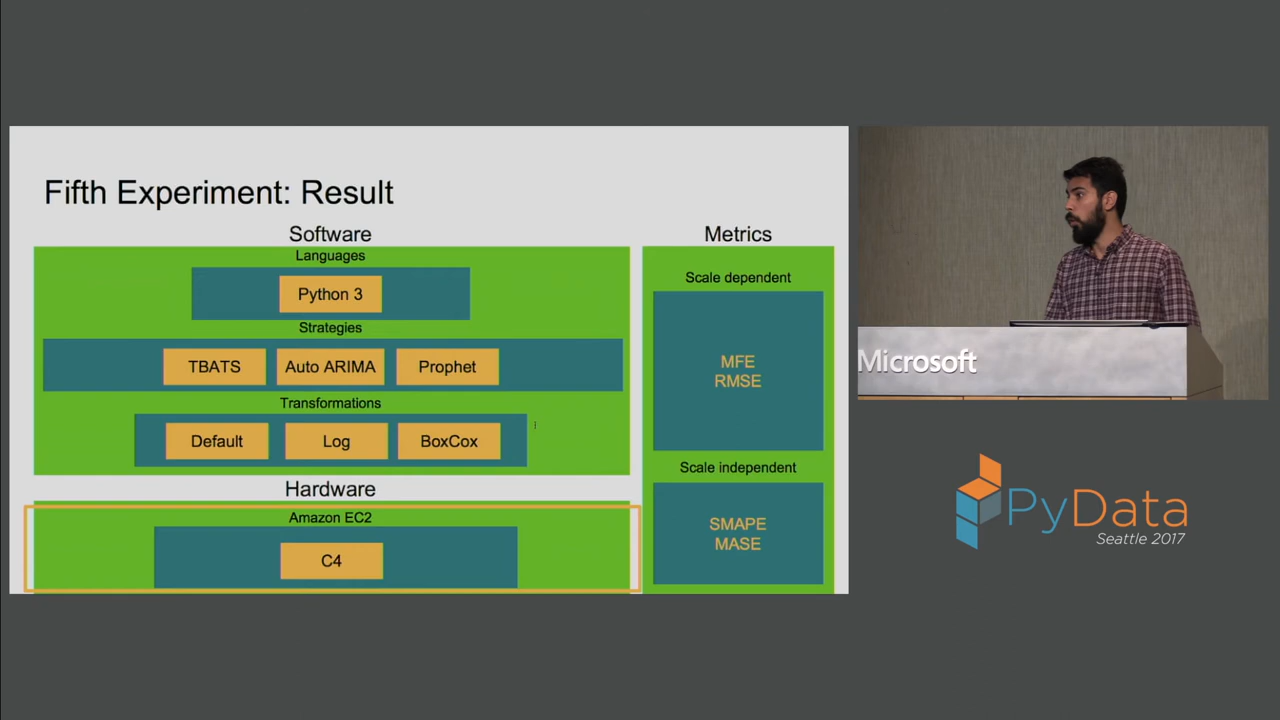 Fifth Experiment: Result
Software
Languages
Python 3
Strategies
TBATS
Auto ARIMA
Prophet
Transformations
Default
Log
BoxCox
Hardware
Amazon EC2
C4
Metrics
Scale dependent
MFE
RMSE
Scale independent
SMAPE
MASE
Microsoft
PyData
Seattle 2017